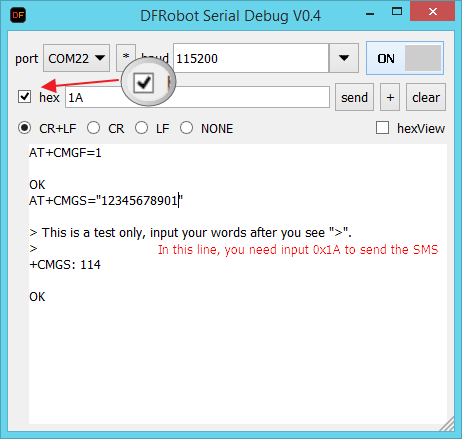 DF
DFRobot Serial Debug V0.4
port COM22 * baud 115200 ON
hex 1A send + clear
CR+LF CR LF NONE hexView
AT+CMGF=1
OK
AT+CMGS="12345678901"
> This is a test only, input your words after you see ">".
> In this line, you need input 0x1A to send the SMS
+CMGS: 114
OK